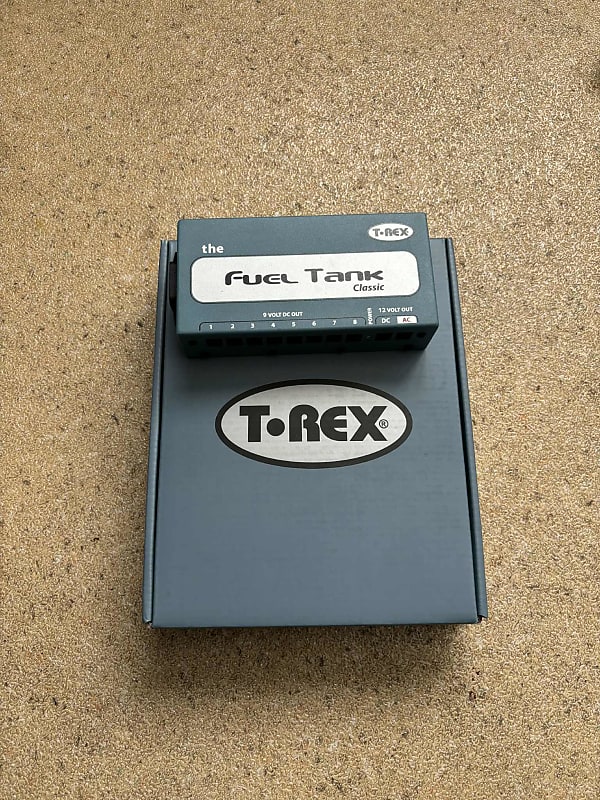 T•REX
the
Fuel Tank
Classic
9 VOLT DC OUT
POWER
12 VOLT OUT
1 2 3 4 5 6 7 8
DC AC
T•REX®